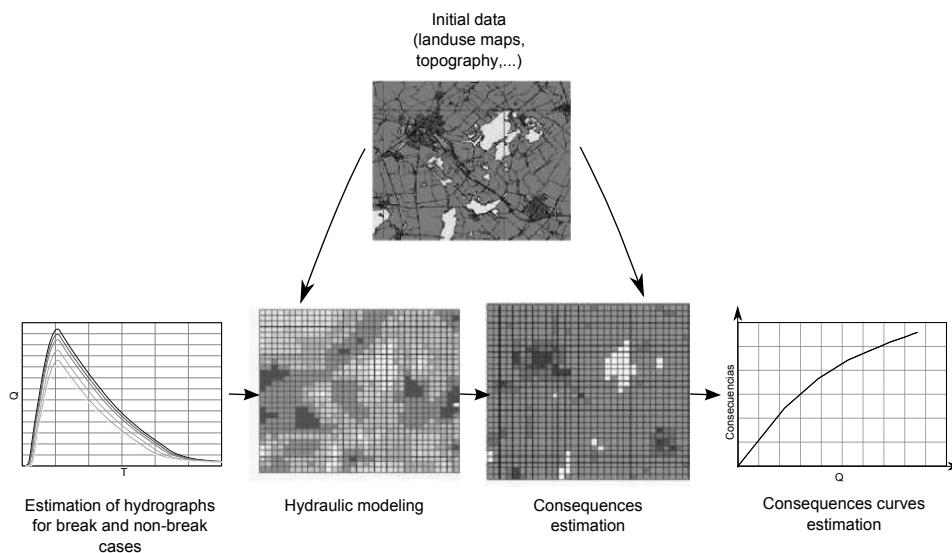 Initial data
(landuse maps,
topography,...)
Q
T
Consecuencias
Q
Estimation of hydrographs
for break and non-break
cases
Hydraulic modeling
Consequences
estimation
Consequences curves
estimation